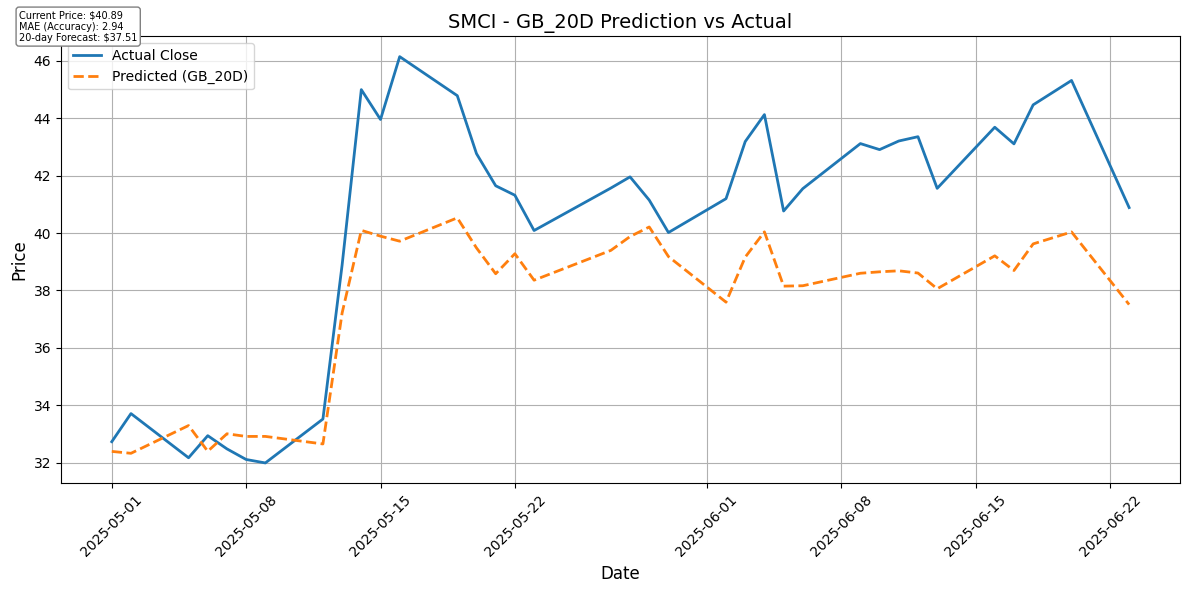 SMCI - GB_20D Prediction vs Actual
Current Price: $40.89
MAE (Accuracy): 2.94
20-day Forecast: $37.51
Actual Close
Predicted (GB_20D)
Price
46
44
42
40
38
36
34
32
2025-05-01
2025-05-08
2025-05-15
2025-05-22
2025-06-01
2025-06-08
2025-06-15
2025-06-22
Date